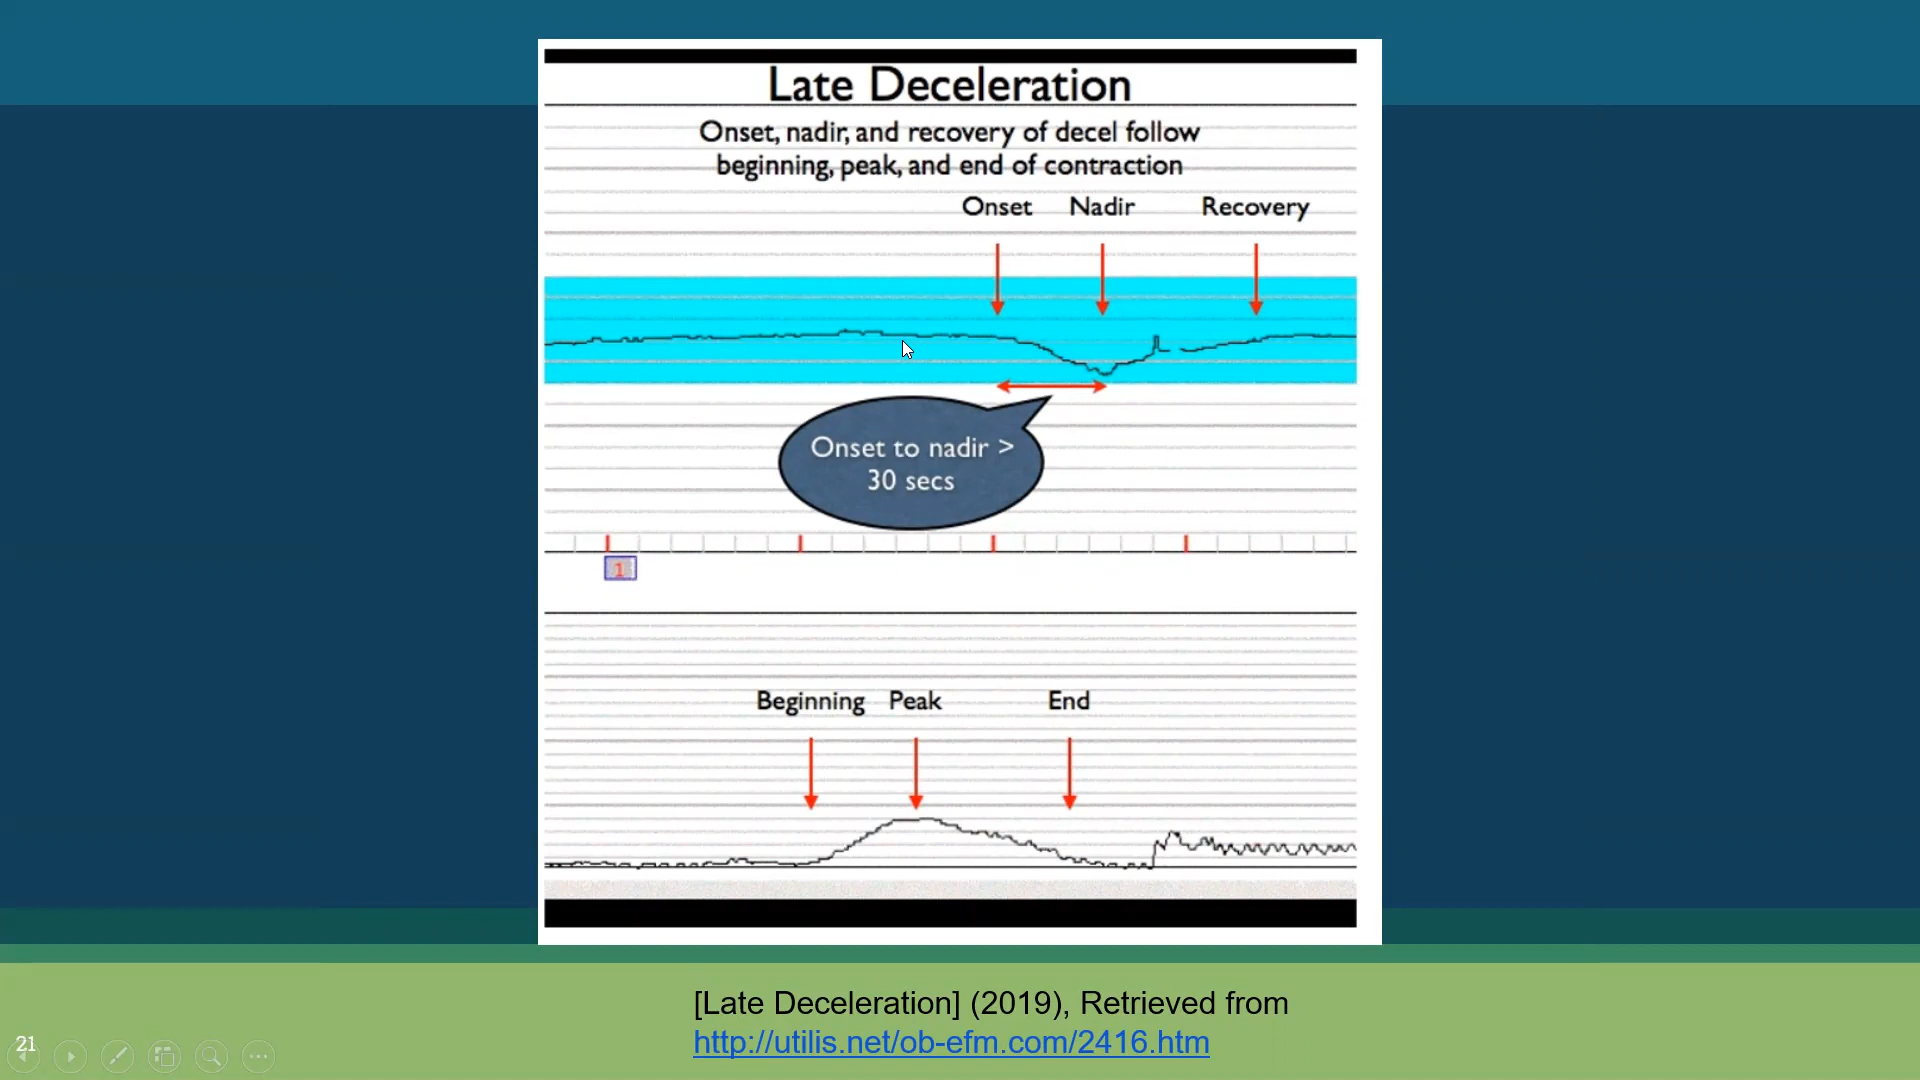 Late Deceleration
Onset, nadir, and recovery of decel follow
beginning, peak, and end of contraction
Onset Nadir Recovery
Onset to nadir >
30 secs
1
Beginning Peak End
[Late Deceleration] (2019), Retrieved from
http://utilis.net/ob-efm.com/2416.htm
21